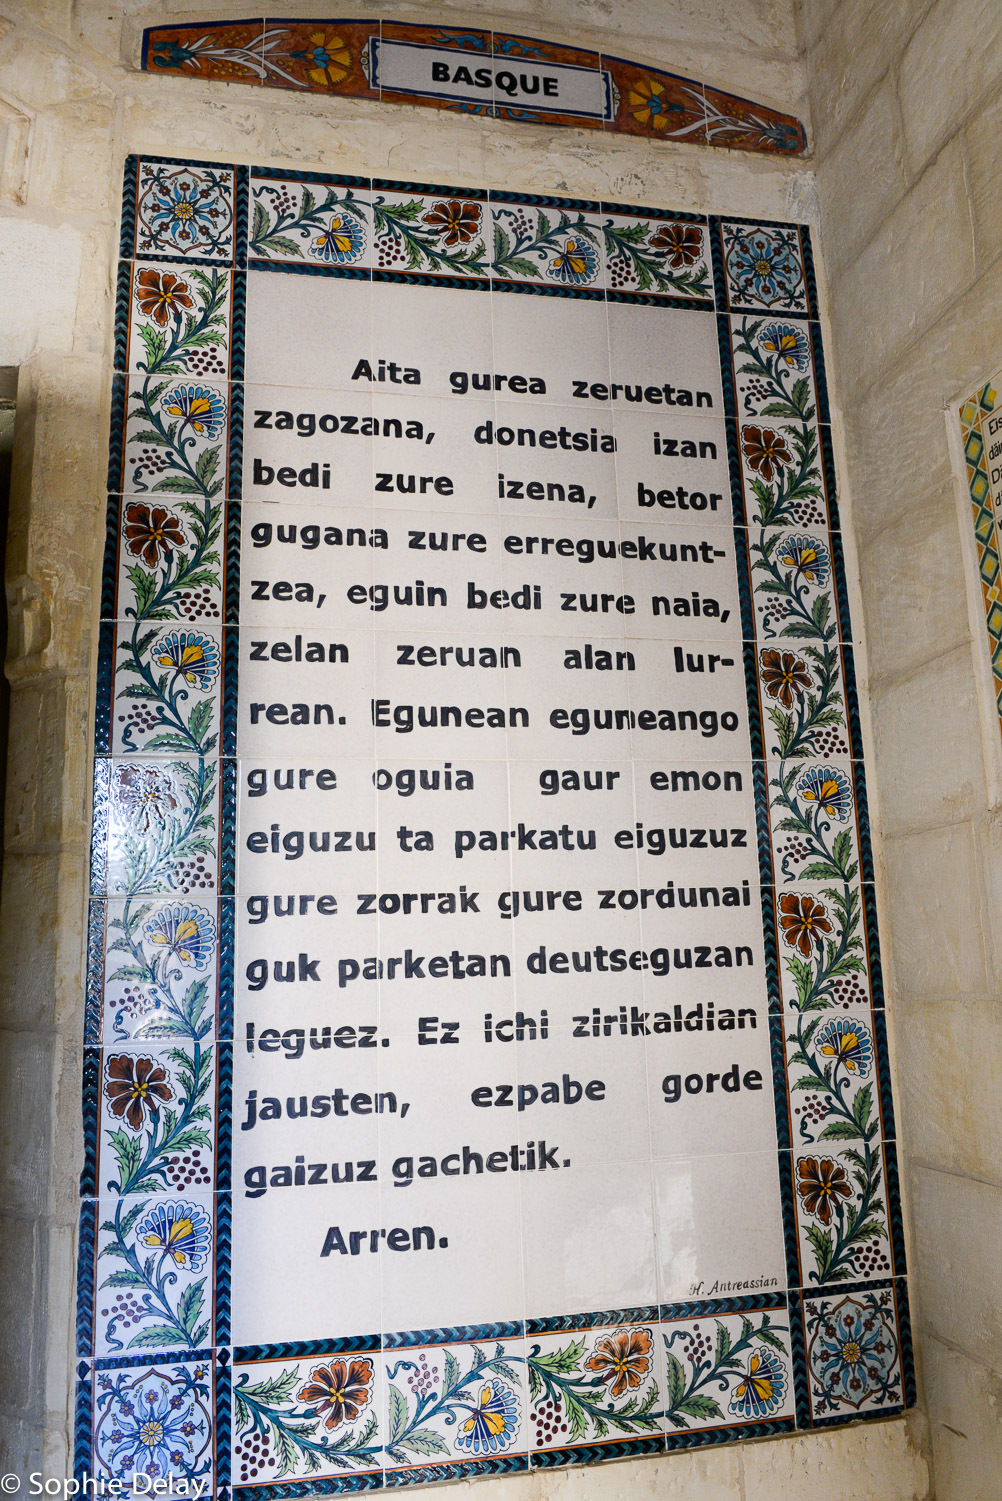 BASQUE
Aita gurea zeruetan
zagozana, donetsia izan
bedi zure izena, betor
gugana zure erreguekunt-
zea, eguin bedi zure naia,
zelan zeruan alan lur-
rean. Egunean eguneango
gure oguia gaur emon
eiguzu ta parkatu eiguzuz
gure zorrak gure zordunai
guk parketan deutseguzan
leguez. Ez ichi zirikaldian
jausten, ezpabe gorde
gaizuz gachetik.
Arren.
H. Antreassian
Eis
© Sophie Delay